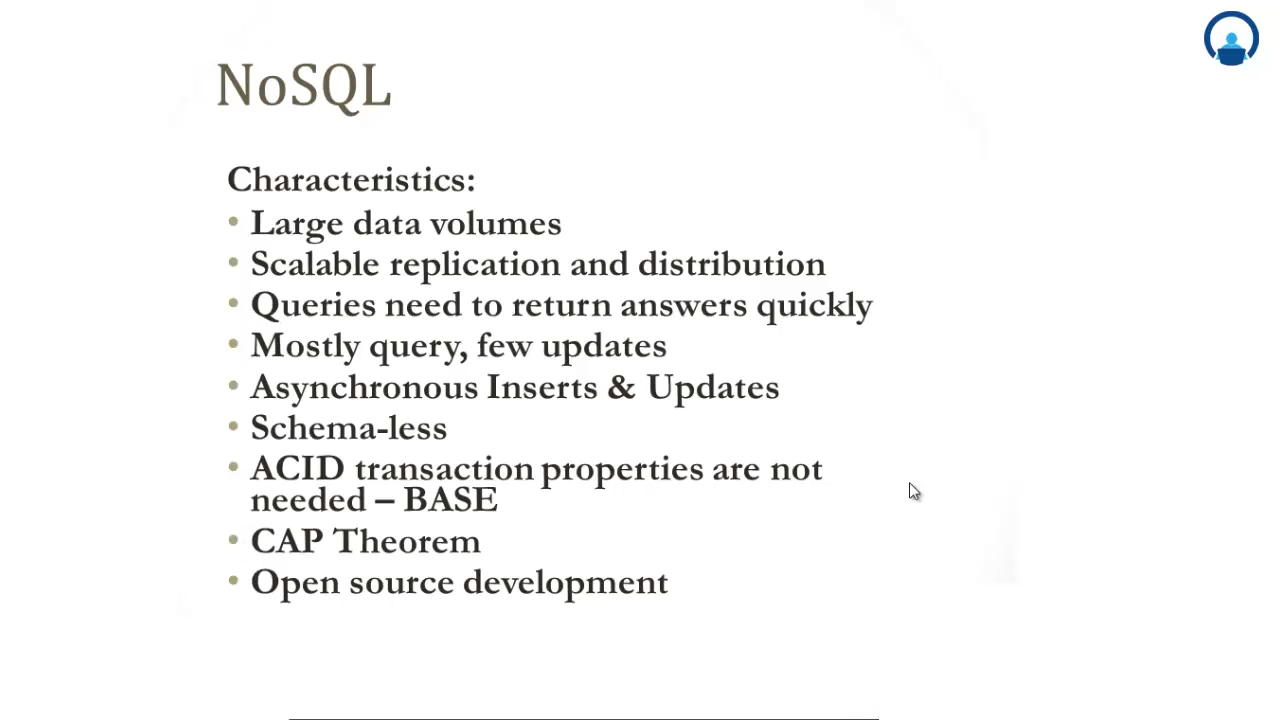 NoSQL
Characteristics:
• Large data volumes
• Scalable replication and distribution
• Queries need to return answers quickly
• Mostly query, few updates
• Asynchronous Inserts & Updates
• Schema-less
• ACID transaction properties are not
needed – BASE
• CAP Theorem
• Open source development